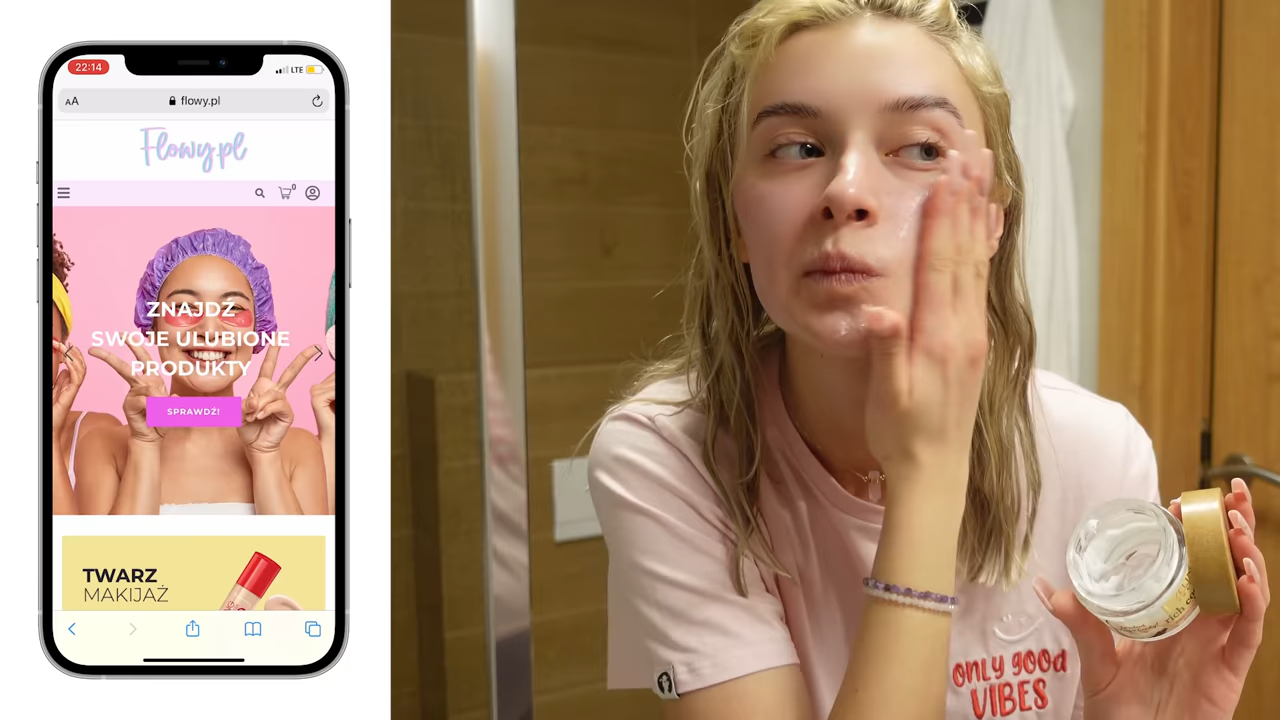 22:14
LTE
AA
flowy.pl
Flowy.pl
0
ZNAJDŹ
SWOJE ULUBIONE
PRODUKTY
SPRAWDŹ!
TWARZ
MAKIJAŻ
only good
VIBES
rich